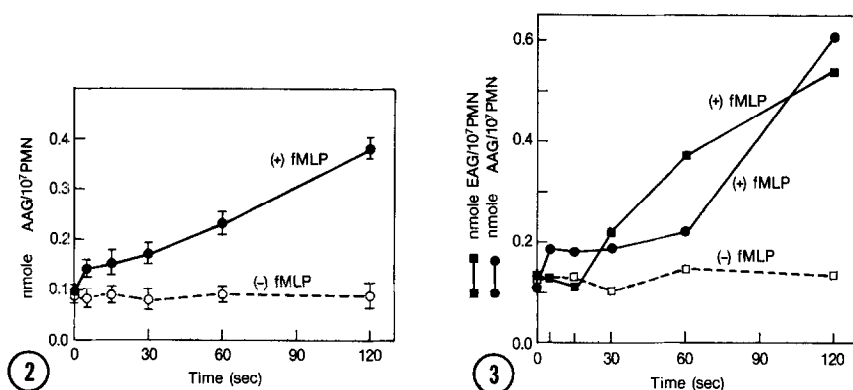 0.4
0.3
0.2
0.1
0.0
nmole AAG/10⁷PMN
(+) fMLP
(−) fMLP
0 30 60 90 120
Time (sec)
2
0.6
0.4
0.2
0.0
nmole EAG/10⁷PMN
nmole AAG/10⁷PMN
(+) fMLP
(+) fMLP
(−) fMLP
0 30 60 120
Time (sec)
3